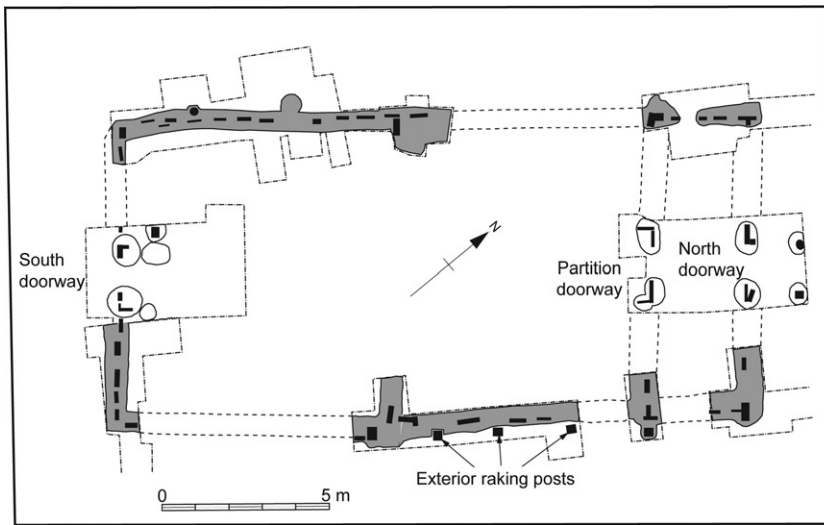 N
South
doorway
Partition
doorway
North
doorway
Exterior raking posts
0 5 m